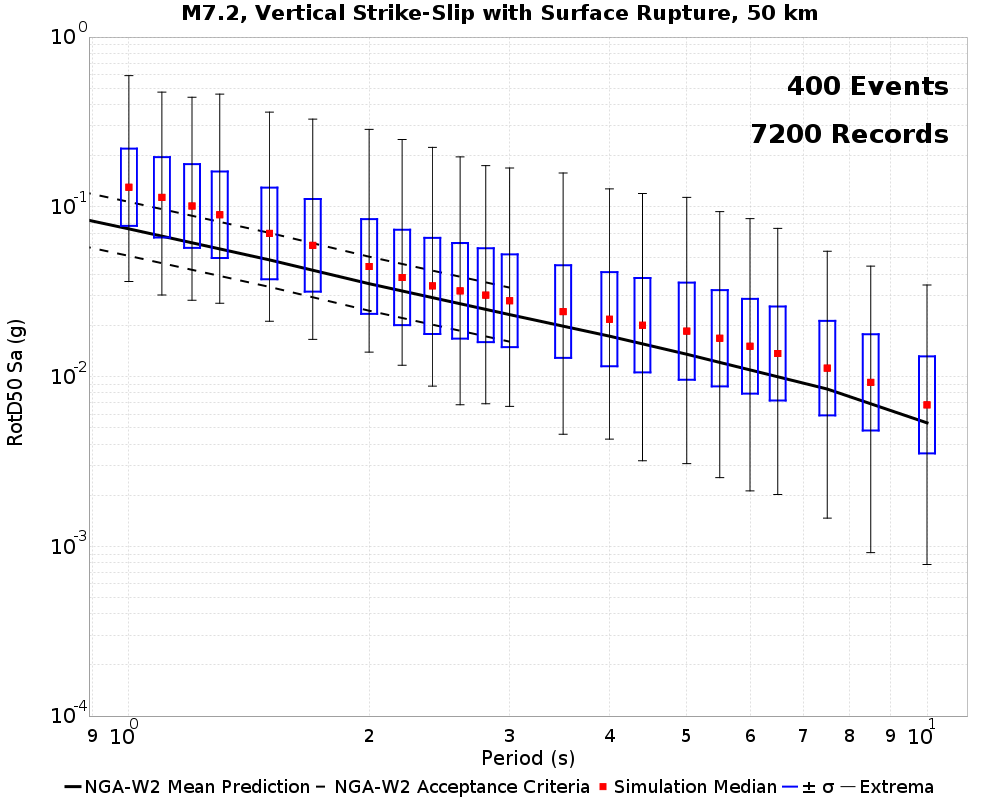 M7.2, Vertical Strike-Slip with Surface Rupture, 50 km
10^0
400 Events
7200 Records
10^-1
10^-2
10^-3
10^-4
RotD50 Sa (g)
9 10^0 2 3 4 5 6 7 8 9 10^1
Period (s)
NGA-W2 Mean Prediction NGA-W2 Acceptance Criteria Simulation Median ± σ Extrema